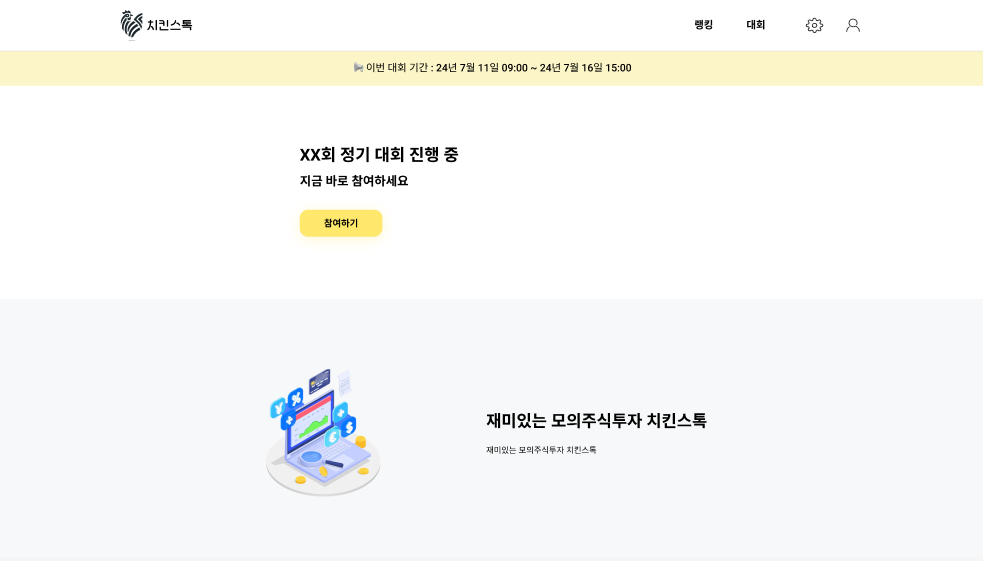 치킨스톡
랭킹
대회
이번 대회 기간 : 24년 7월 11일 09:00 ~ 24년 7월 16일 15:00
XX회 정기 대회 진행 중
지금 바로 참여하세요
참여하기
재미있는 모의주식투자 치킨스톡
재미있는 모의주식투자 치킨스톡